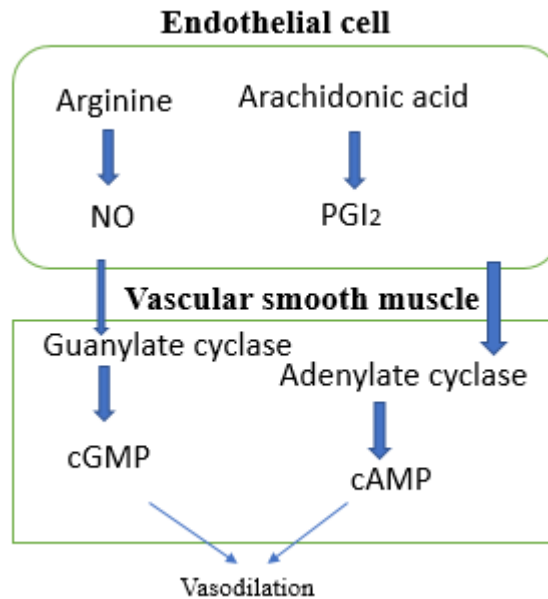 Endothelial cell
Arginine
Arachidonic acid
NO
PGI₂
Vascular smooth muscle
Guanylate cyclase
Adenylate cyclase
cGMP
cAMP
Vasodilation